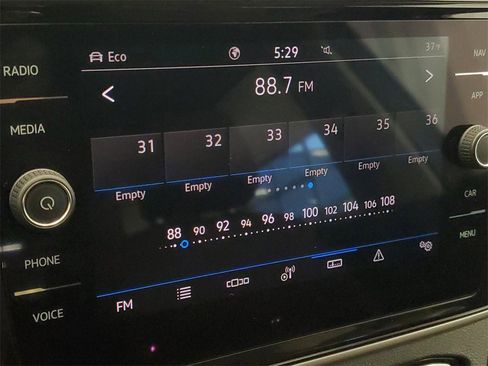 RADIO
MEDIA
PHONE
VOICE
Eco 5:29 37°F
88.7 FM
31 32 33 34 35 36
Empty Empty Empty Empty Empty Empty
88 90 92 94 96 98 100 102 104 106 108
FM
NAV
APP
CAR
MENU